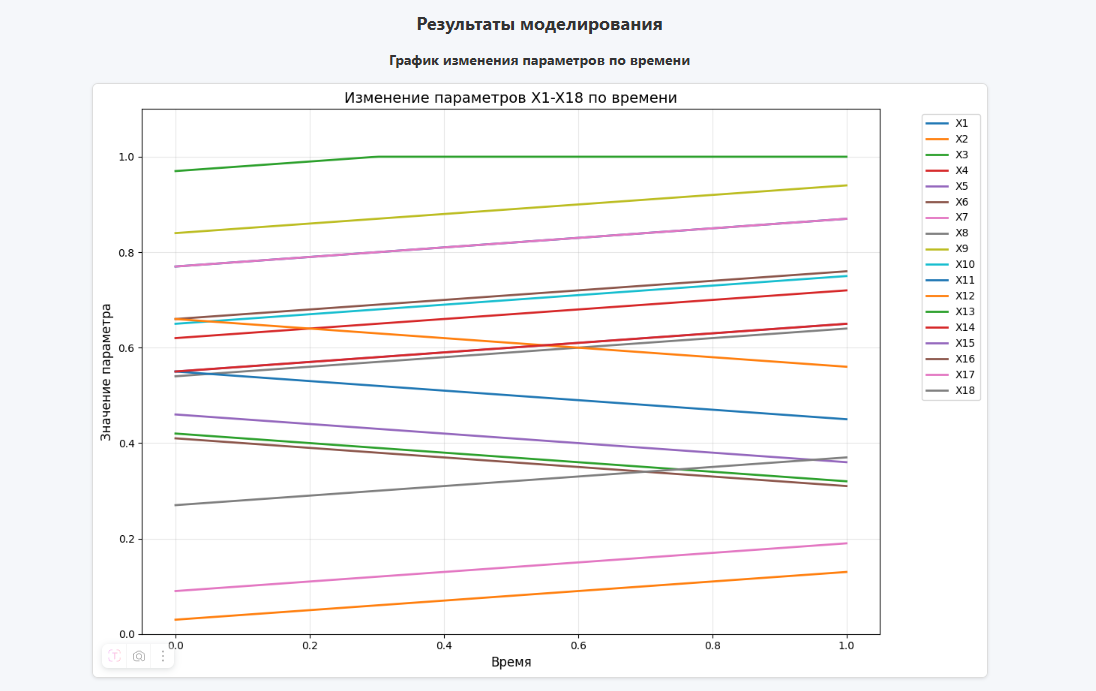 Результаты моделирования
График изменения параметров по времени
Изменение параметров X1-X18 по времени
1.0
0.8
0.6
0.4
0.2
0.0
Значение параметра
0.0 0.2 0.4 0.6 0.8 1.0
Время
X1
X2
X3
X4
X5
X6
X7
X8
X9
X10
X11
X12
X13
X14
X15
X16
X17
X18